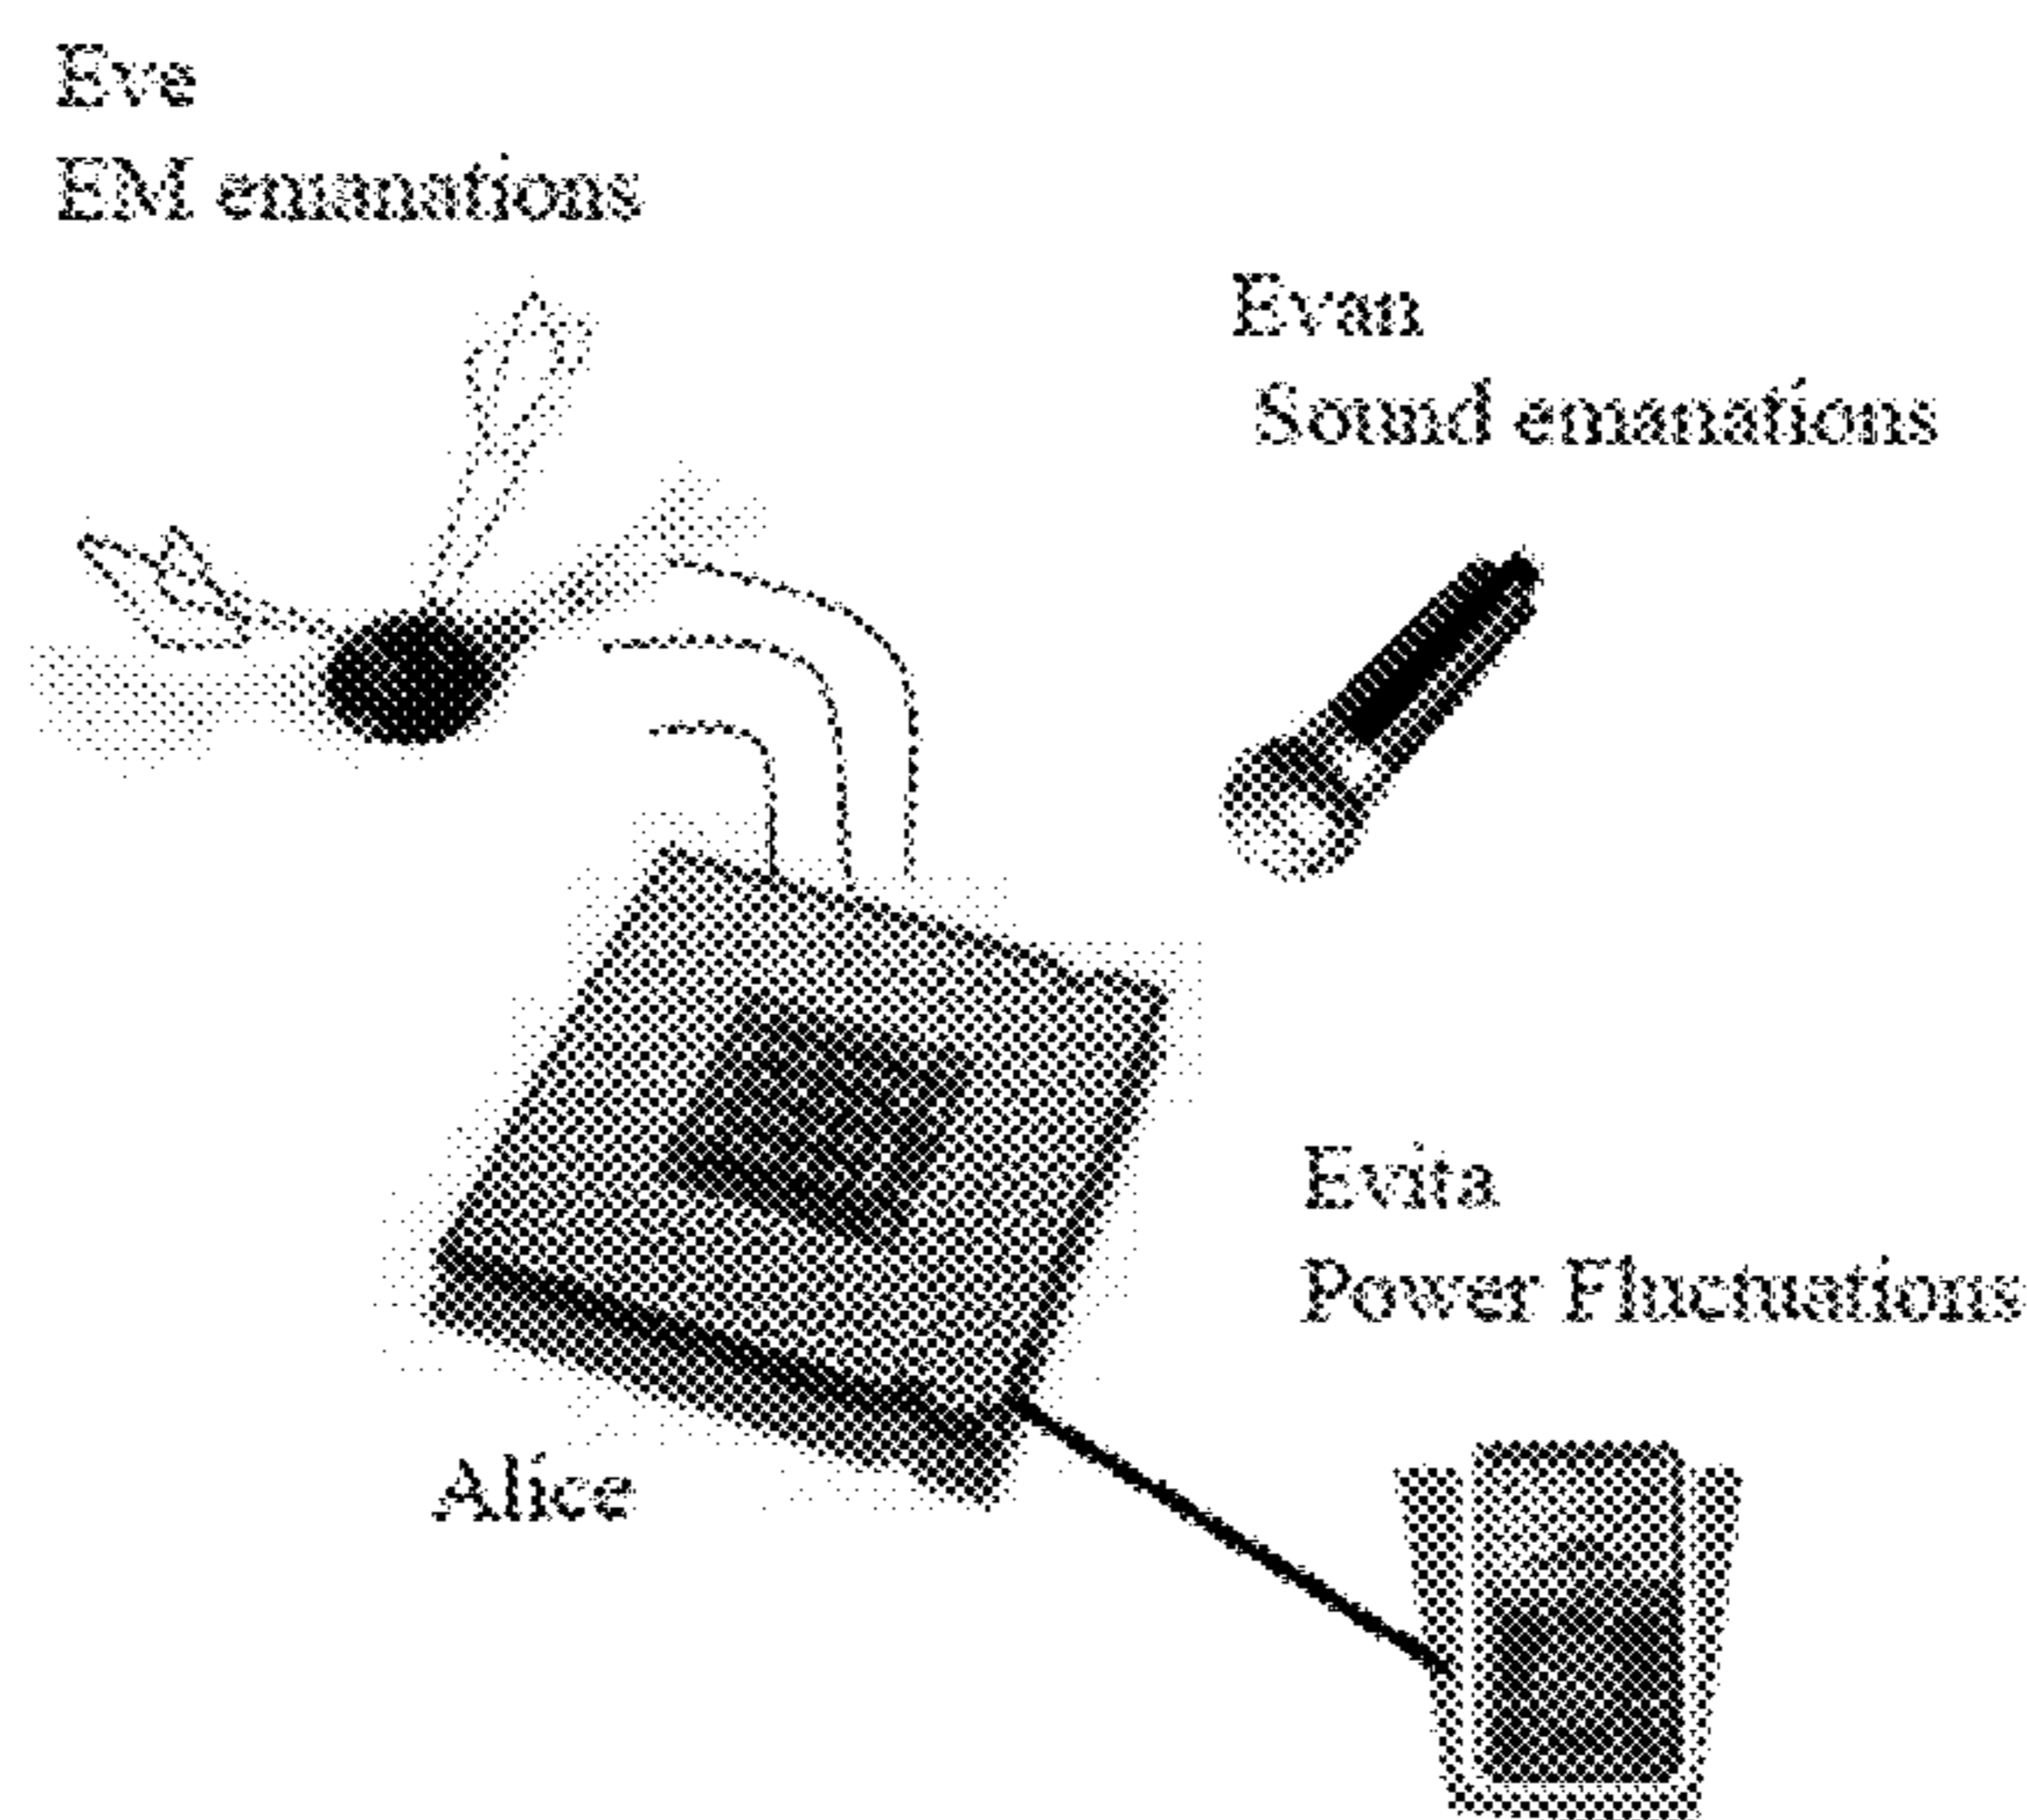 Eve
EM emanations
Evan
Sound emanations
Evita
Power Fluctuations
Alice